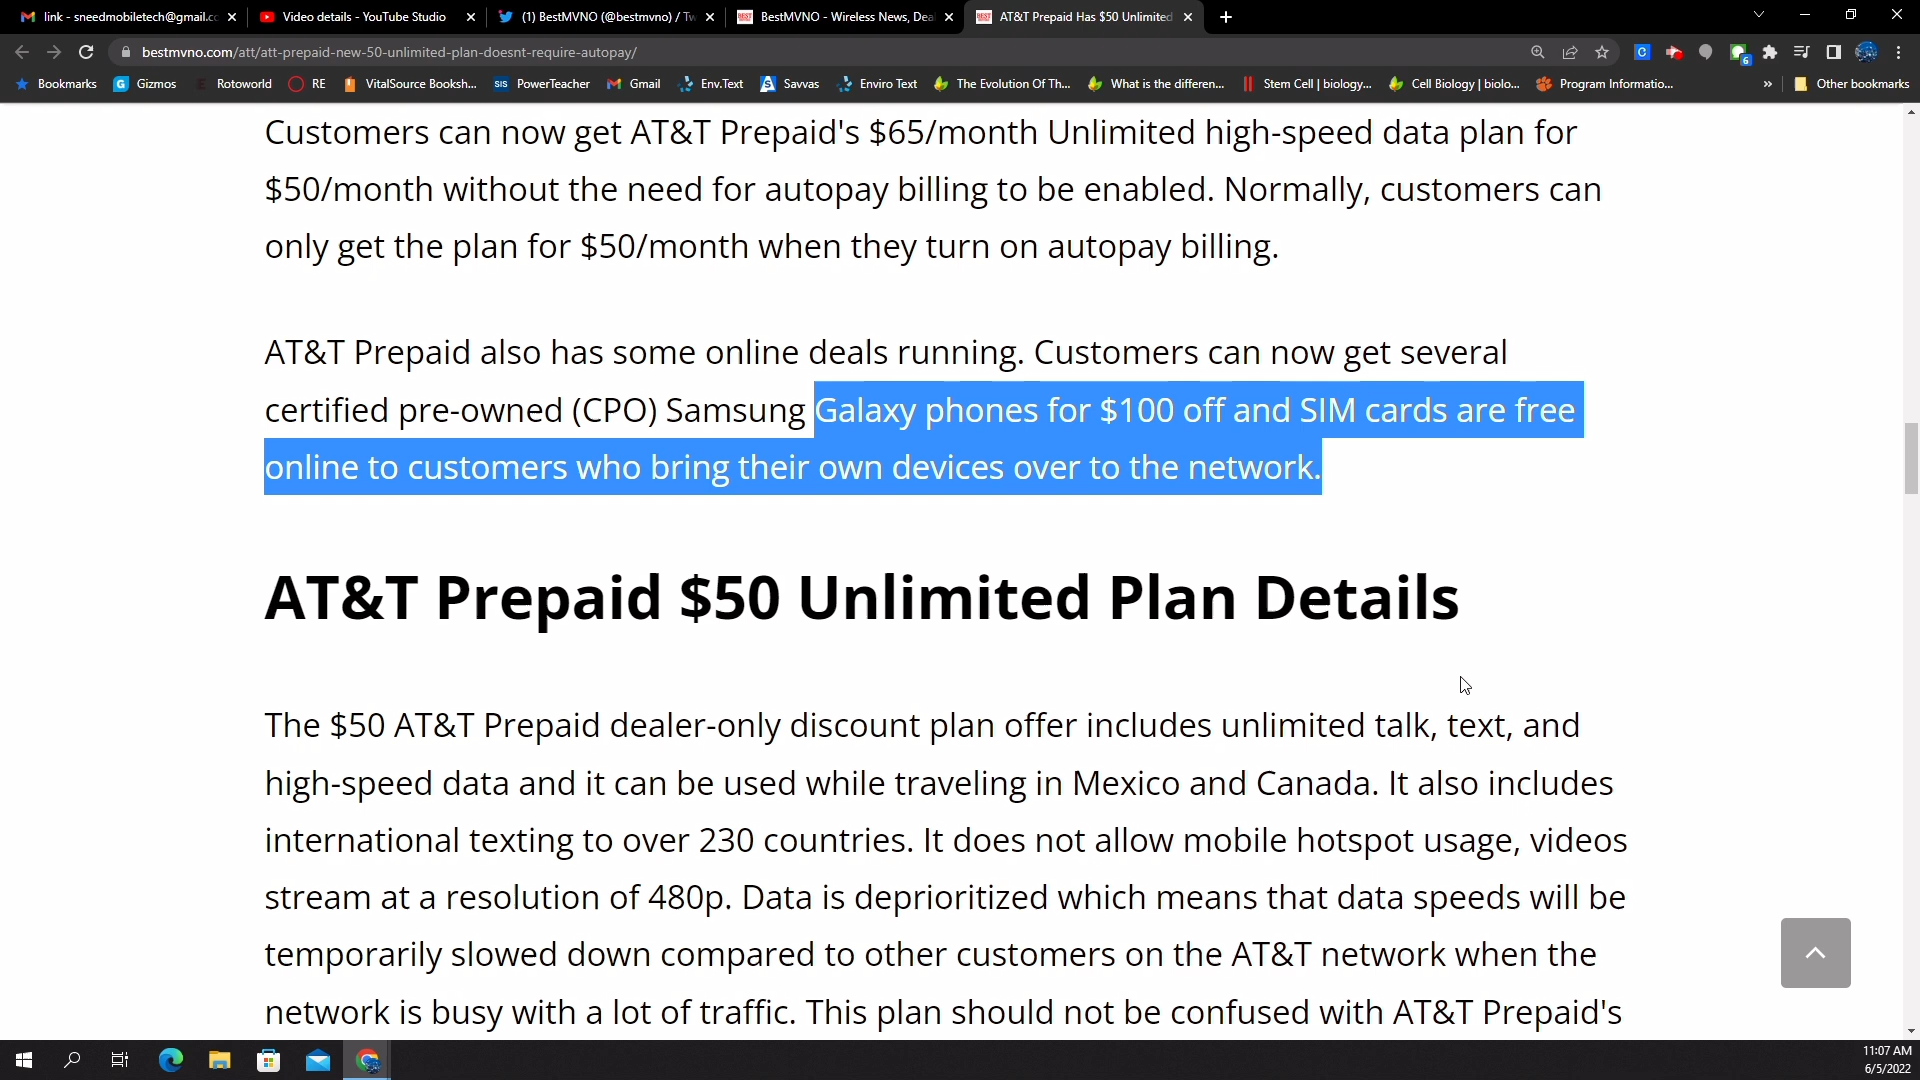 link - sneedmobiletech@gmail.cc
Video details - YouTube Studio
(1) BestMVNO (@bestmvno) / Tw
BestMVNO - Wireless News, Dea
AT&T Prepaid Has $50 Unlimited
bestmvno.com/att/att-prepaid-new-50-unlimited-plan-doesnt-require-autopay/
Bookmarks
Gizmos
Rotoworld
RE
VitalSource Booksh...
SIS PowerTeacher
Gmail
Env.Text
Savvas
Enviro Text
The Evolution Of Th...
What is the differen...
Stem Cell | biology...
Cell Biology | biolo...
Program Informatio...
»
Other bookmarks
Customers can now get AT&T Prepaid's $65/month Unlimited high-speed data plan for
$50/month without the need for autopay billing to be enabled. Normally, customers can
only get the plan for $50/month when they turn on autopay billing.
AT&T Prepaid also has some online deals running. Customers can now get several
certified pre-owned (CPO) Samsung Galaxy phones for $100 off and SIM cards are free
online to customers who bring their own devices over to the network.
AT&T Prepaid $50 Unlimited Plan Details
The $50 AT&T Prepaid dealer-only discount plan offer includes unlimited talk, text, and
high-speed data and it can be used while traveling in Mexico and Canada. It also includes
international texting to over 230 countries. It does not allow mobile hotspot usage, videos
stream at a resolution of 480p. Data is deprioritized which means that data speeds will be
temporarily slowed down compared to other customers on the AT&T network when the
network is busy with a lot of traffic. This plan should not be confused with AT&T Prepaid's
11:07 AM
6/5/2022